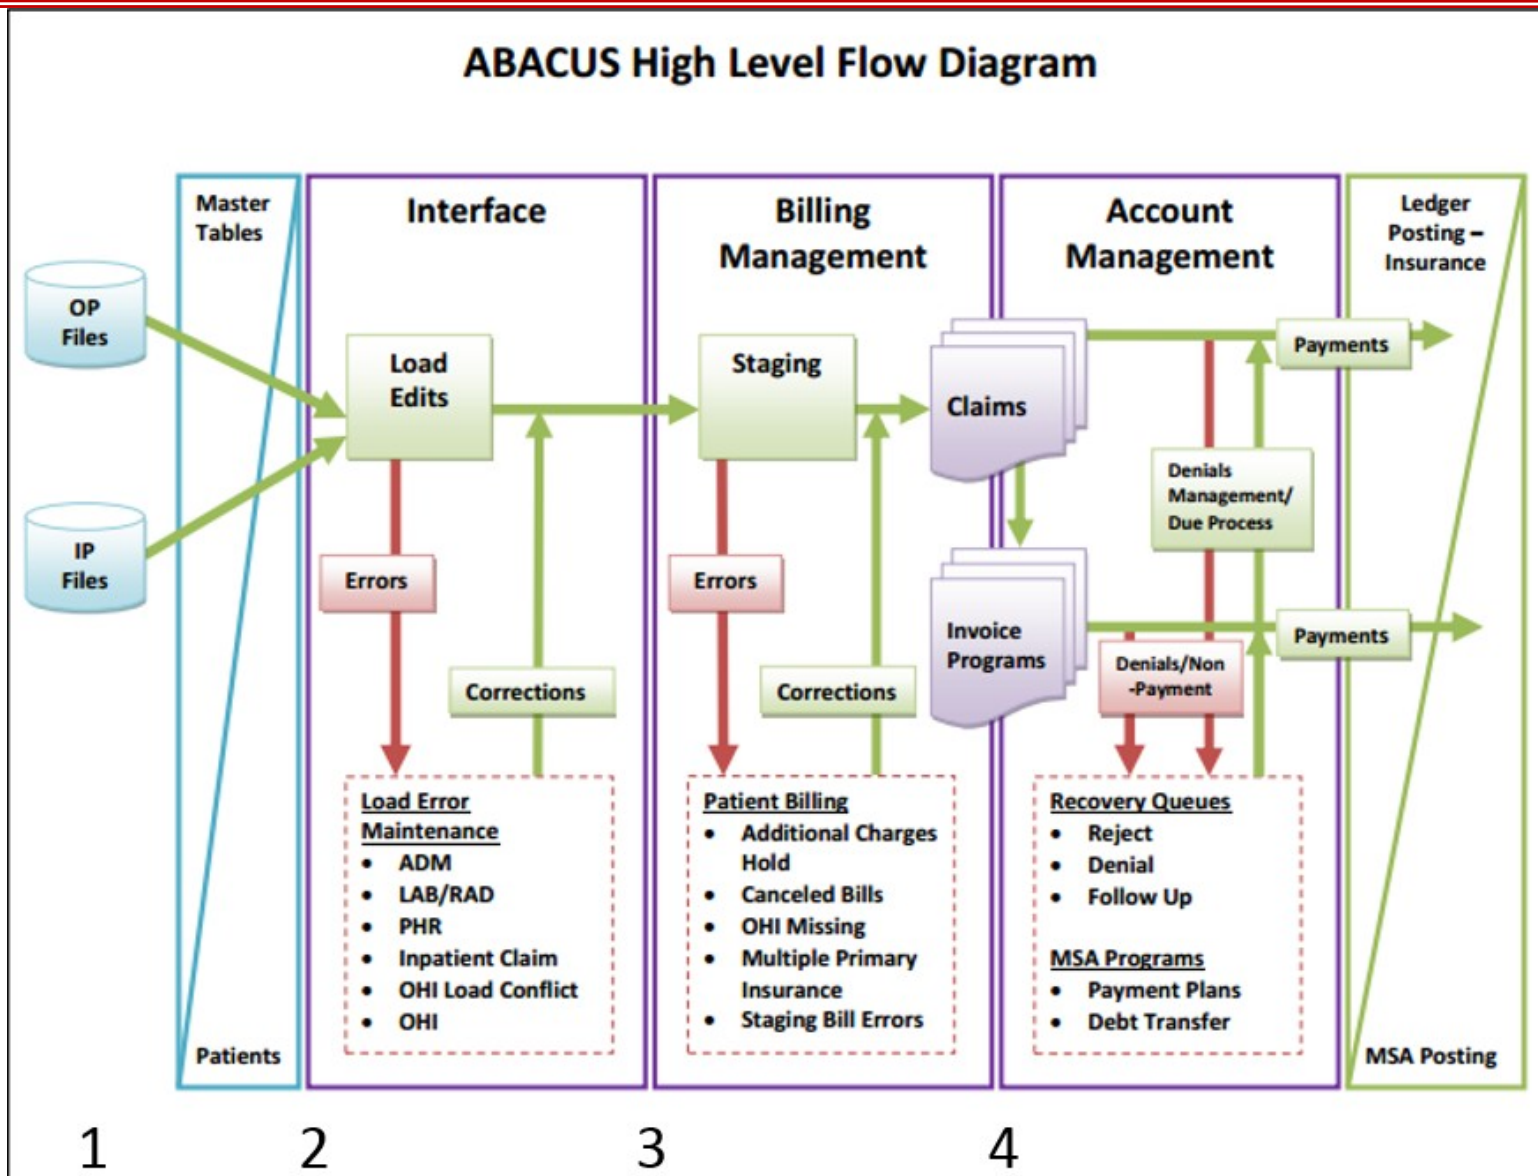 ABACUS High Level Flow Diagram
Master
Tables
Interface
Billing
Management
Account
Management
Ledger
Posting –
Insurance
OP
Files
IP
Files
Load
Edits
Staging
Claims
Payments
Denials
Management/
Due Process
Errors
Errors
Invoice
Programs
Payments
Denials/Non
-Payment
Corrections
Corrections
Load Error
Maintenance
• ADM
• LAB/RAD
• PHR
• Inpatient Claim
• OHI Load Conflict
• OHI
Patient Billing
• Additional Charges
Hold
• Canceled Bills
• OHI Missing
• Multiple Primary
Insurance
• Staging Bill Errors
Recovery Queues
• Reject
• Denial
• Follow Up
MSA Programs
• Payment Plans
• Debt Transfer
Patients
MSA Posting
1
2
3
4